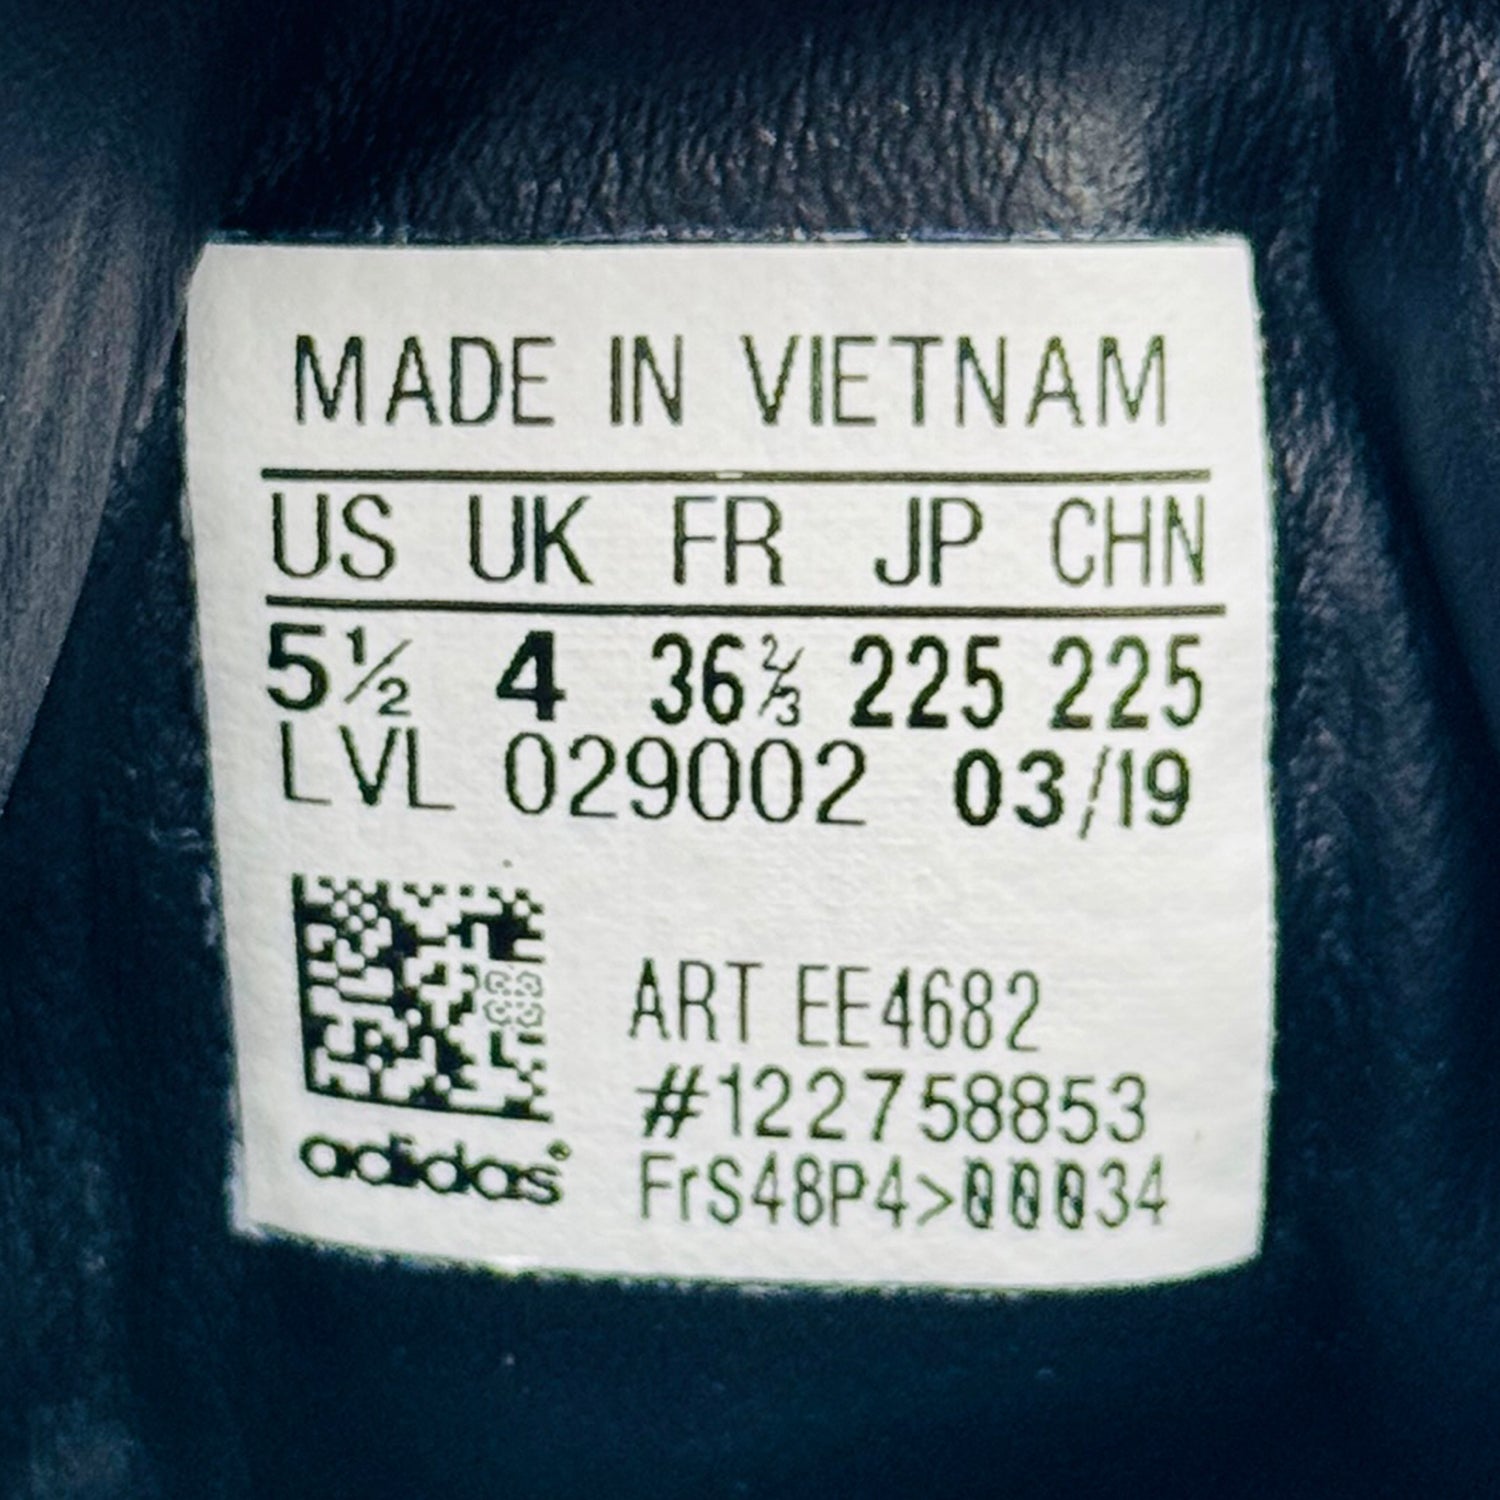 MADE IN VIETNAM
US UK FR JP CHN
5½ 4 36⅔ 225 225
LVL 029002 03/19
ART EE4682
#122758853
FrS48P4>00034
adidas®